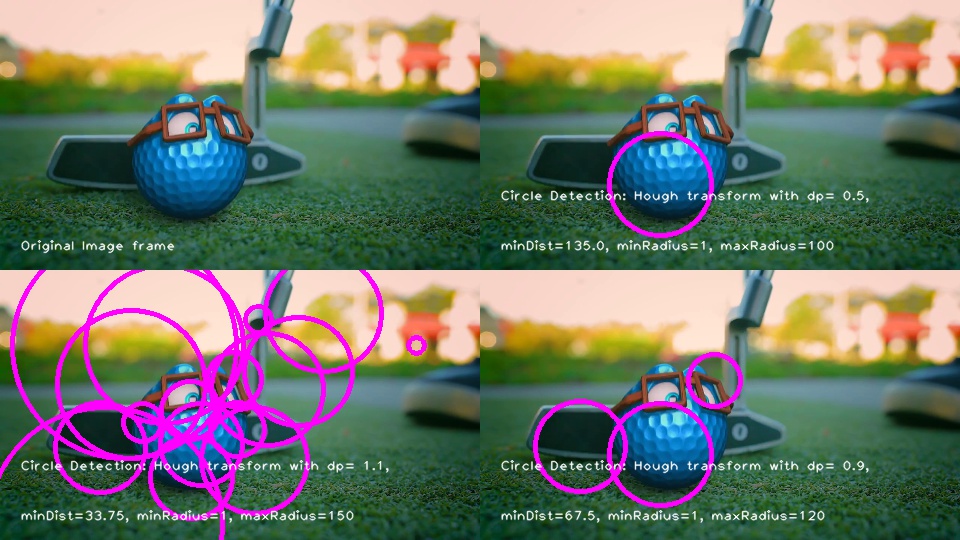 Original Image frame
Circle Detection: Hough transform with dp= 0.5,
minDist=135.0, minRadius=1, maxRadius=100
Circle Detection: Hough transform with dp= 1.1,
minDist=33.75, minRadius=1, maxRadius=150
Circle Detection: Hough transform with dp= 0.9,
minDist=67.5, minRadius=1, maxRadius=120